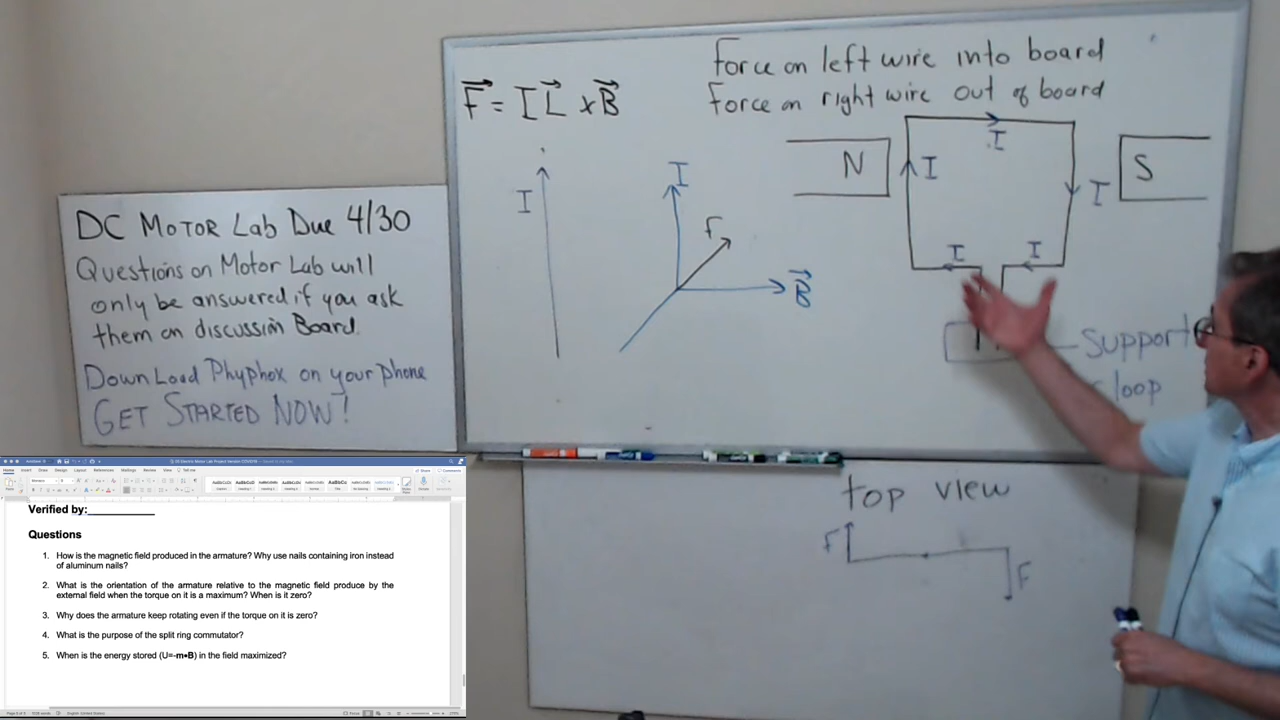 Force on left wire into board
Force on right wire out of board
F = I L x B
I
I
F
B
N
I
I
I
S
I
I
Support
loop
DC Motor Lab Due 4/30
Questions on Motor Lab will
only be answered if you ask
them on discussion Board.
DownLoad Phyphox on your phone
GET STARTED NOW!
top view
F
F
Verified by:___________
Questions
1. How is the magnetic field produced in the armature? Why use nails containing iron instead
of aluminum nails?
2. What is the orientation of the armature relative to the magnetic field produce by the
external field when the torque on it is a maximum? When is it zero?
3. Why does the armature keep rotating even if the torque on it is zero?
4. What is the purpose of the split ring commutator?
5. When is the energy stored (U=-m•B) in the field maximized?